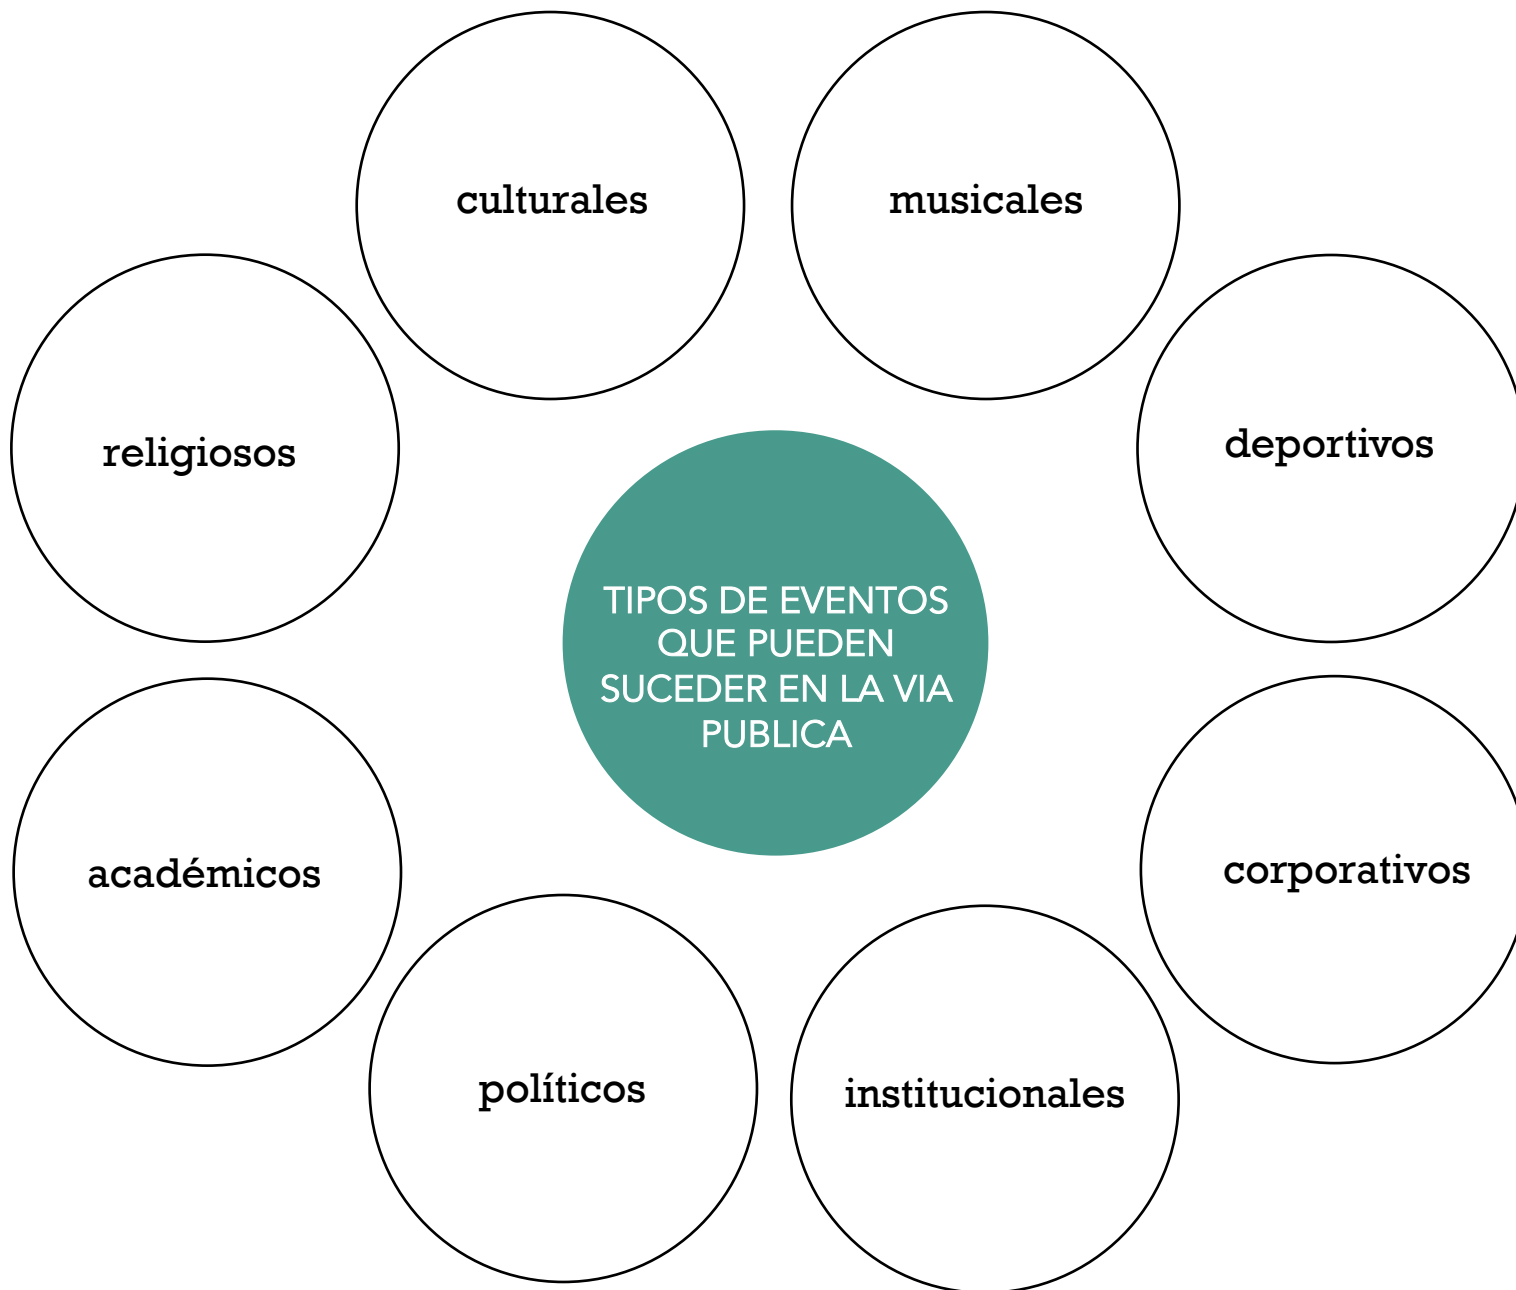 culturales
musicales
religiosos
deportivos
TIPOS DE EVENTOS
QUE PUEDEN
SUCEDER EN LA VIA
PUBLICA
académicos
corporativos
políticos
institucionales